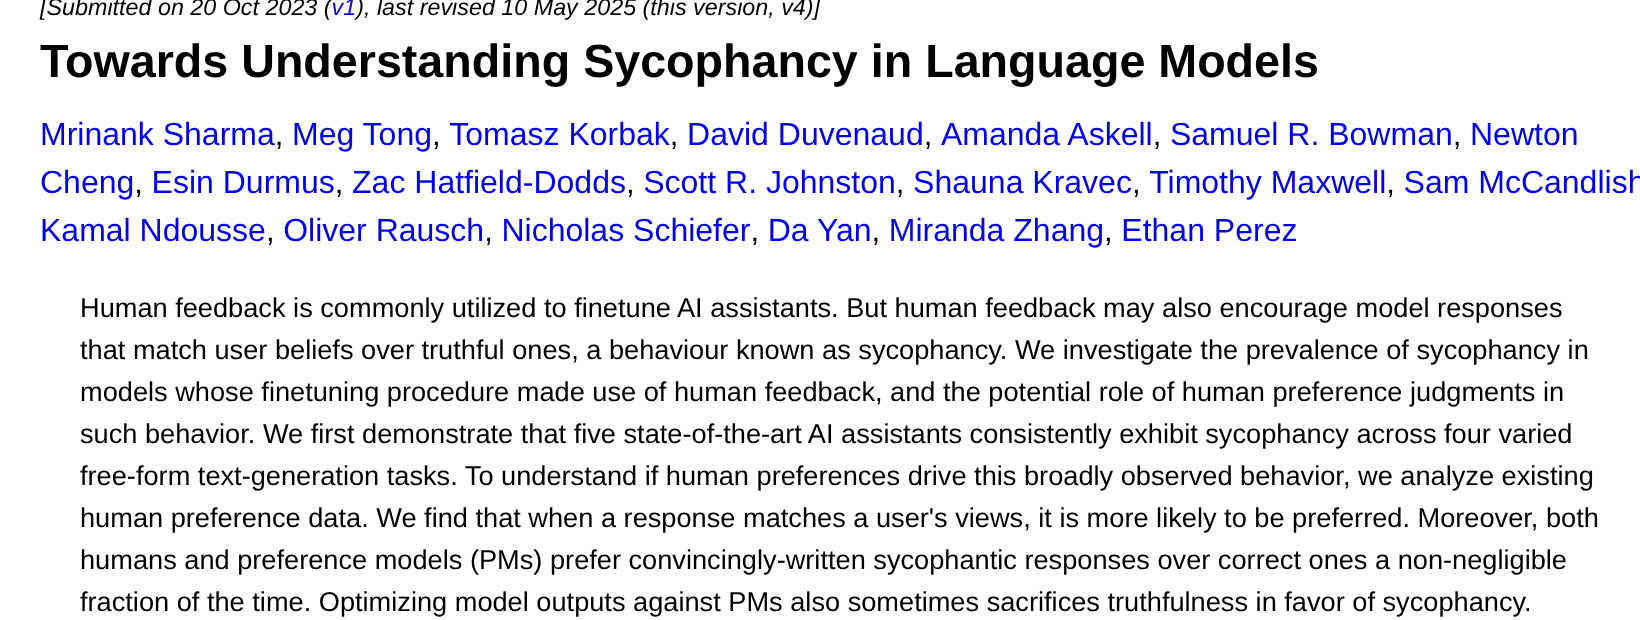 [Submitted on 20 Oct 2023 (v1), last revised 10 May 2025 (this version, v4)]
Towards Understanding Sycophancy in Language Models
Mrinank Sharma, Meg Tong, Tomasz Korbak, David Duvenaud, Amanda Askell, Samuel R. Bowman, Newton
Cheng, Esin Durmus, Zac Hatfield-Dodds, Scott R. Johnston, Shauna Kravec, Timothy Maxwell, Sam McCandlish
Kamal Ndousse, Oliver Rausch, Nicholas Schiefer, Da Yan, Miranda Zhang, Ethan Perez
Human feedback is commonly utilized to finetune AI assistants. But human feedback may also encourage model responses
that match user beliefs over truthful ones, a behaviour known as sycophancy. We investigate the prevalence of sycophancy in
models whose finetuning procedure made use of human feedback, and the potential role of human preference judgments in
such behavior. We first demonstrate that five state-of-the-art AI assistants consistently exhibit sycophancy across four varied
free-form text-generation tasks. To understand if human preferences drive this broadly observed behavior, we analyze existing
human preference data. We find that when a response matches a user's views, it is more likely to be preferred. Moreover, both
humans and preference models (PMs) prefer convincingly-written sycophantic responses over correct ones a non-negligible
fraction of the time. Optimizing model outputs against PMs also sometimes sacrifices truthfulness in favor of sycophancy.